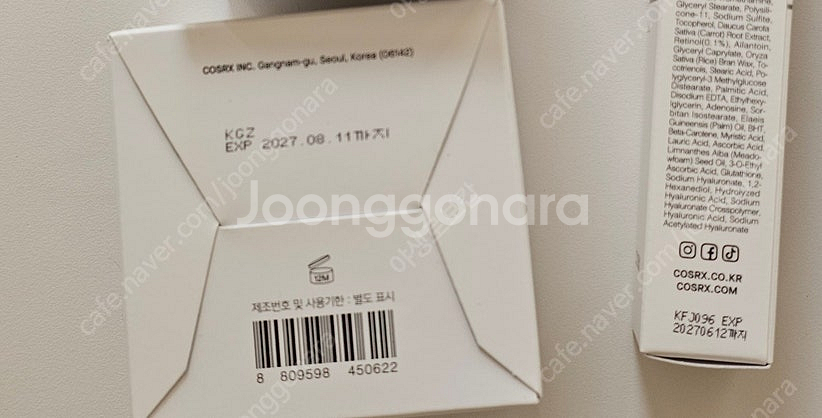 COSRX INC. Gangnam-gu, Seoul, Korea (06142)
KGZ
EXP 2027.08.11까지
Joonggonara
12M
제조번호 및 사용기한 : 별도 표시
8 809598 450622
Glyceryl Stearate, Polysili-
cone-11, Sodium Sulfite,
Tocopherol, Daucus Carota
Sativa (Carrot) Root Extract,
Retinol(0.1%), Allantoin,
Glyceryl Caprylate, Oryza
Sativa (Rice) Bran Wax, To-
cotrienols, Stearic Acid, Po-
lyglyceryl-3 Methylglucose
Distearate, Palmitic Acid,
Disodium EDTA, Ethylhexy-
lglycerin, Adenosine, Sor-
bitan Isostearate, Elaeis
Guineensis (Palm) Oil, BHT,
Beta-Carotene, Myristic Acid,
Lauric Acid, Ascorbic Acid,
Limnanthes Alba (Meado-
wfoam) Seed Oil, 3-O-Ethyl
Ascorbic Acid, Glutathione,
Sodium Hyaluronate, 1,2-
Hexanediol, Hydrolyzed
Hyaluronic Acid, Sodium
Hyaluronate Crosspolymer,
Hyaluronic Acid, Sodium
Acetylated Hyaluronate
COSRX.CO.KR
COSRX.COM
KFJ096 EXP
20270612까지
cafe.naver.com/joonggonara